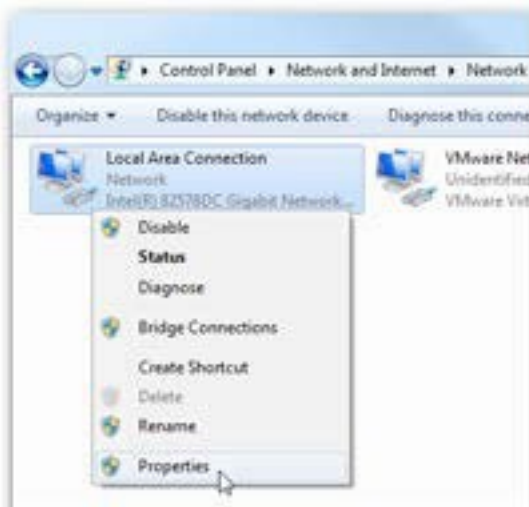 Control Panel ▸ Network and Internet ▸ Network
Organize Disable this network device Diagnose this conne
Local Area Connection
Network
Intel(R) 82578DC Gigabit Network...
VMware Net
Unidentified
VMware Virt
Disable
Status
Diagnose
Bridge Connections
Create Shortcut
Delete
Rename
Properties